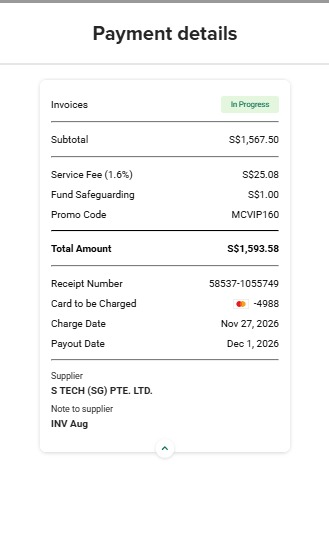 Payment details
Invoices In Progress
Subtotal S$1,567.50
Service Fee (1.6%) S$25.08
Fund Safeguarding S$1.00
Promo Code MCVIP160
Total Amount S$1,593.58
Receipt Number 58537-1055749
Card to be Charged -4988
Charge Date Nov 27, 2026
Payout Date Dec 1, 2026
Supplier
S TECH (SG) PTE. LTD.
Note to supplier
INV Aug